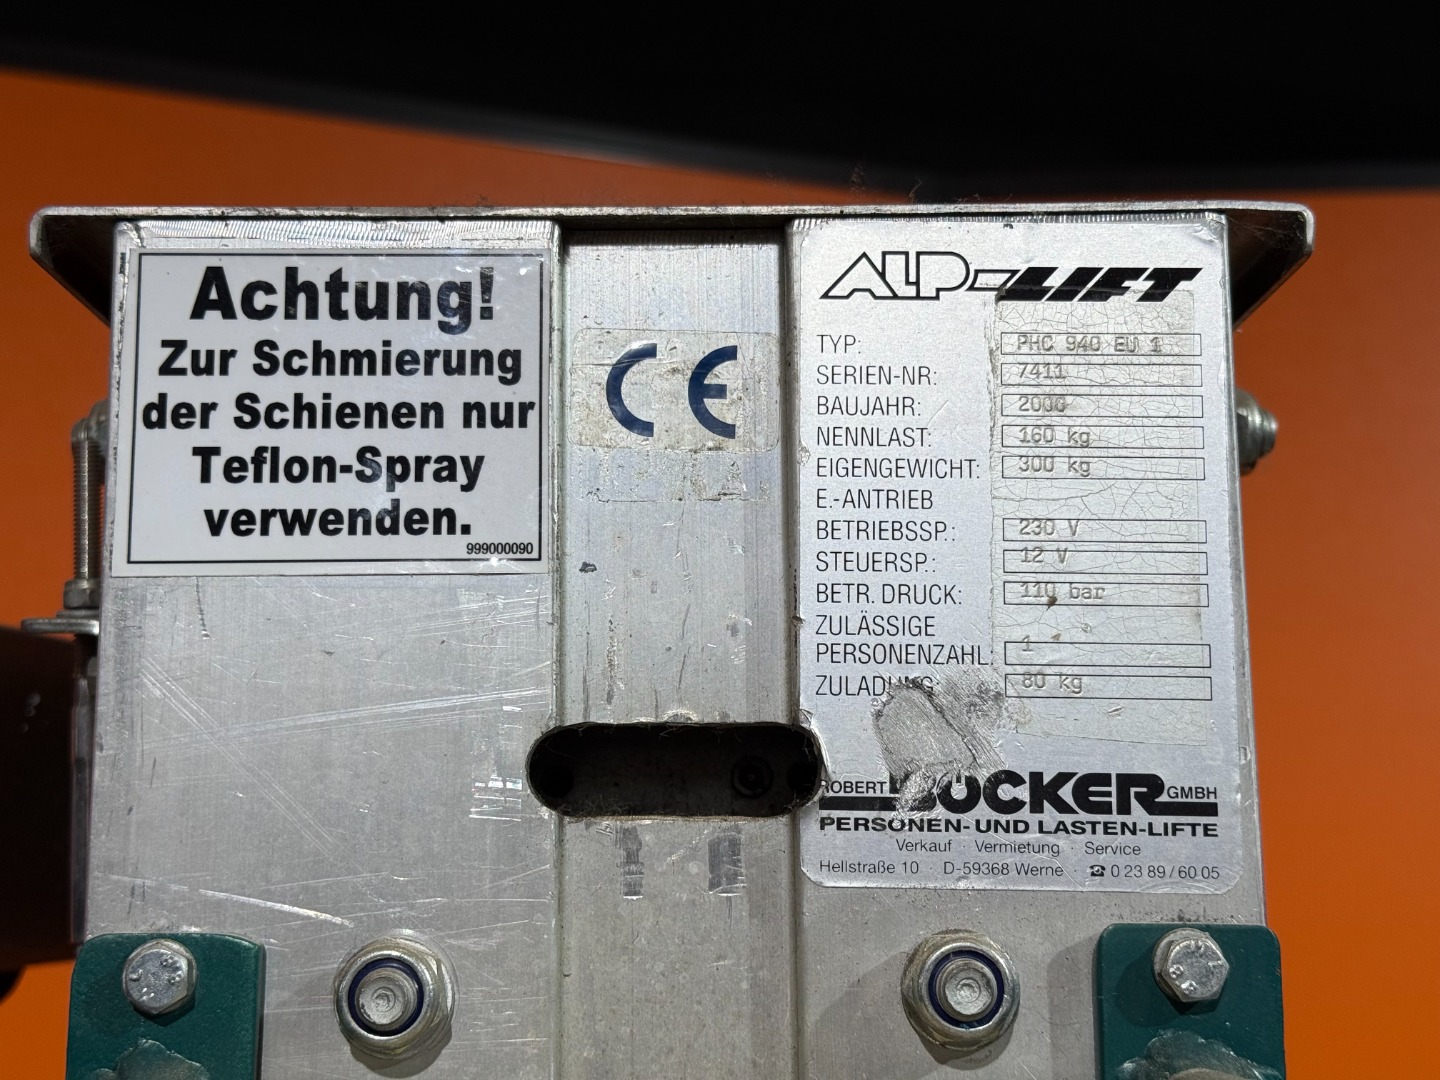 Achtung!
Zur Schmierung
der Schienen nur
Teflon-Spray
verwenden.
999000090
CE
ALP-LIFT
TYP: PHC 940 EU 1
SERIEN-NR: 7411
BAUJAHR: 2000
NENNLAST: 160 kg
EIGENGEWICHT: 300 kg
E.-ANTRIEB
BETRIEBSSP.: 230 V
STEUERSP.: 12 V
BETR. DRUCK: 110 bar
ZULÄSSIGE
PERSONENZAHL: 1
ZULADUNG: 80 kg
ROBERT BÖCKER GMBH
PERSONEN- UND LASTEN-LIFTE
Verkauf · Vermietung · Service
Hellstraße 10 · D-59368 Werne · ☎ 0 23 89 / 60 05